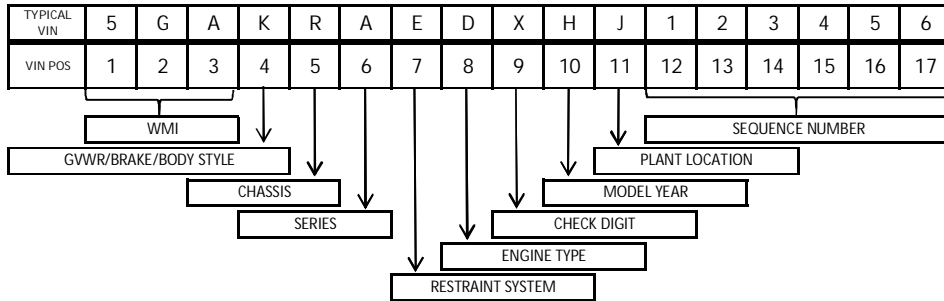 TYPICAL VIN 5 G A K R A E D X H J 1 2 3 4 5 6
VIN POS 1 2 3 4 5 6 7 8 9 10 11 12 13 14 15 16 17
WMI SEQUENCE NUMBER
GVWR/BRAKE/BODY STYLE PLANT LOCATION
CHASSIS MODEL YEAR
SERIES CHECK DIGIT
ENGINE TYPE
RESTRAINT SYSTEM